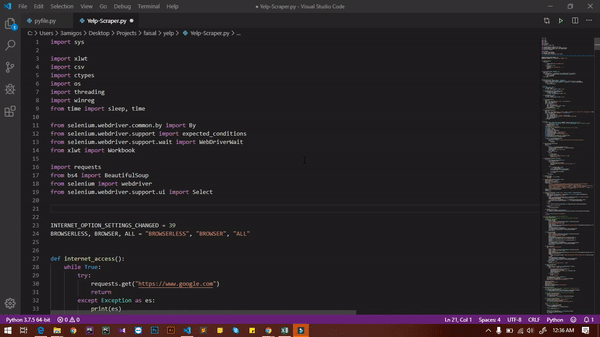 File Edit Selection View Go Debug Terminal Help
● Yelp-Scraper.py - Visual Studio Code
pyfile.py
Yelp-Scraper.py ●
C: > Users > 3amigos > Desktop > Projects > faisal > yelp > Yelp-Scraper.py > ...
1 import sys
2
3 import xlwt
4 import csv
5 import ctypes
6 import os
7 import threading
8 import winreg
9 from time import sleep, time
10
11 from selenium.webdriver.common.by import By
12 from selenium.webdriver.support import expected_conditions
13 from selenium.webdriver.support.wait import WebDriverWait
14 from xlwt import Workbook
15
16 import requests
17 from bs4 import BeautifulSoup
18 from selenium import webdriver
19 from selenium.webdriver.support.ui import Select
20
21
22
23 INTERNET_OPTION_SETTINGS_CHANGED = 39
24 BROWSERLESS, BROWSER, ALL = "BROWSERLESS", "BROWSER", "ALL"
25
26
27 def internet_access():
28 while True:
29 try:
30 requests.get("https://www.google.com")
31 return
32 except Exception as es:
33 print(es)
Python 3.7.5 64-bit 0 0
Ln 21, Col 1 Spaces: 4 UTF-8 CRLF Python 1
12:36 AM